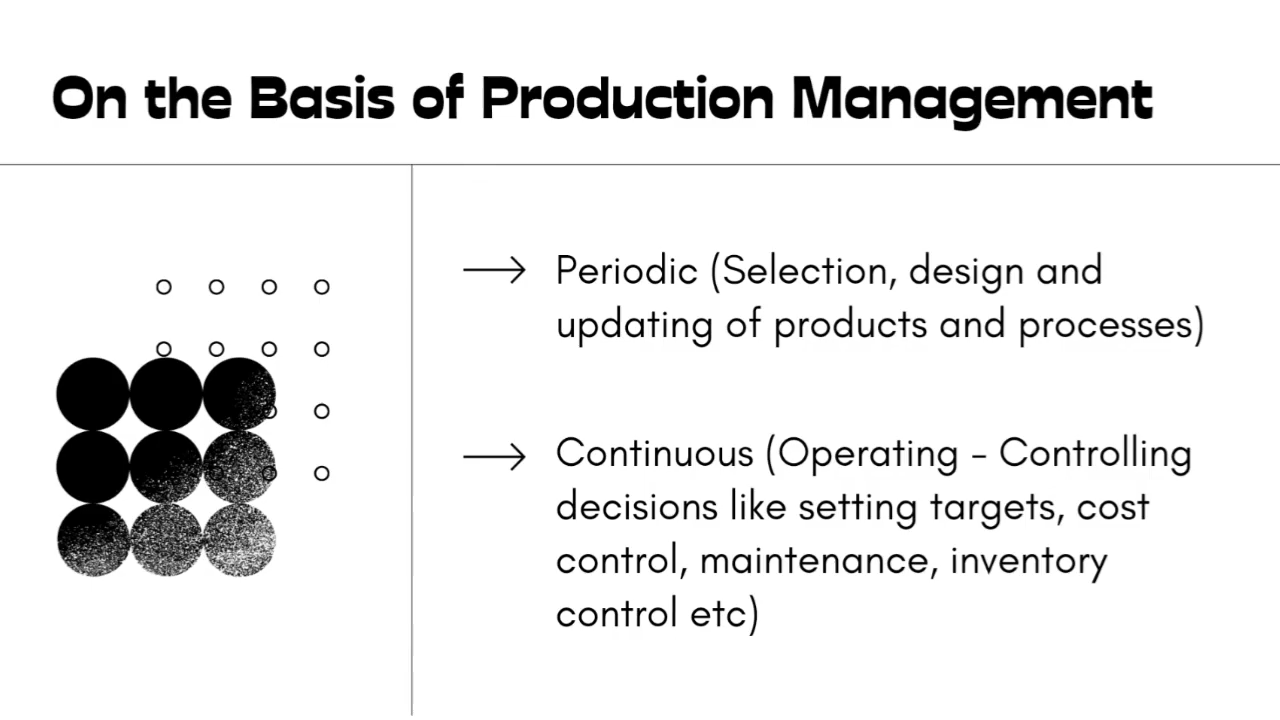 On the Basis of Production Management
Periodic (Selection, design and
updating of products and processes)
Continuous (Operating - Controlling
decisions like setting targets, cost
control, maintenance, inventory
control etc)